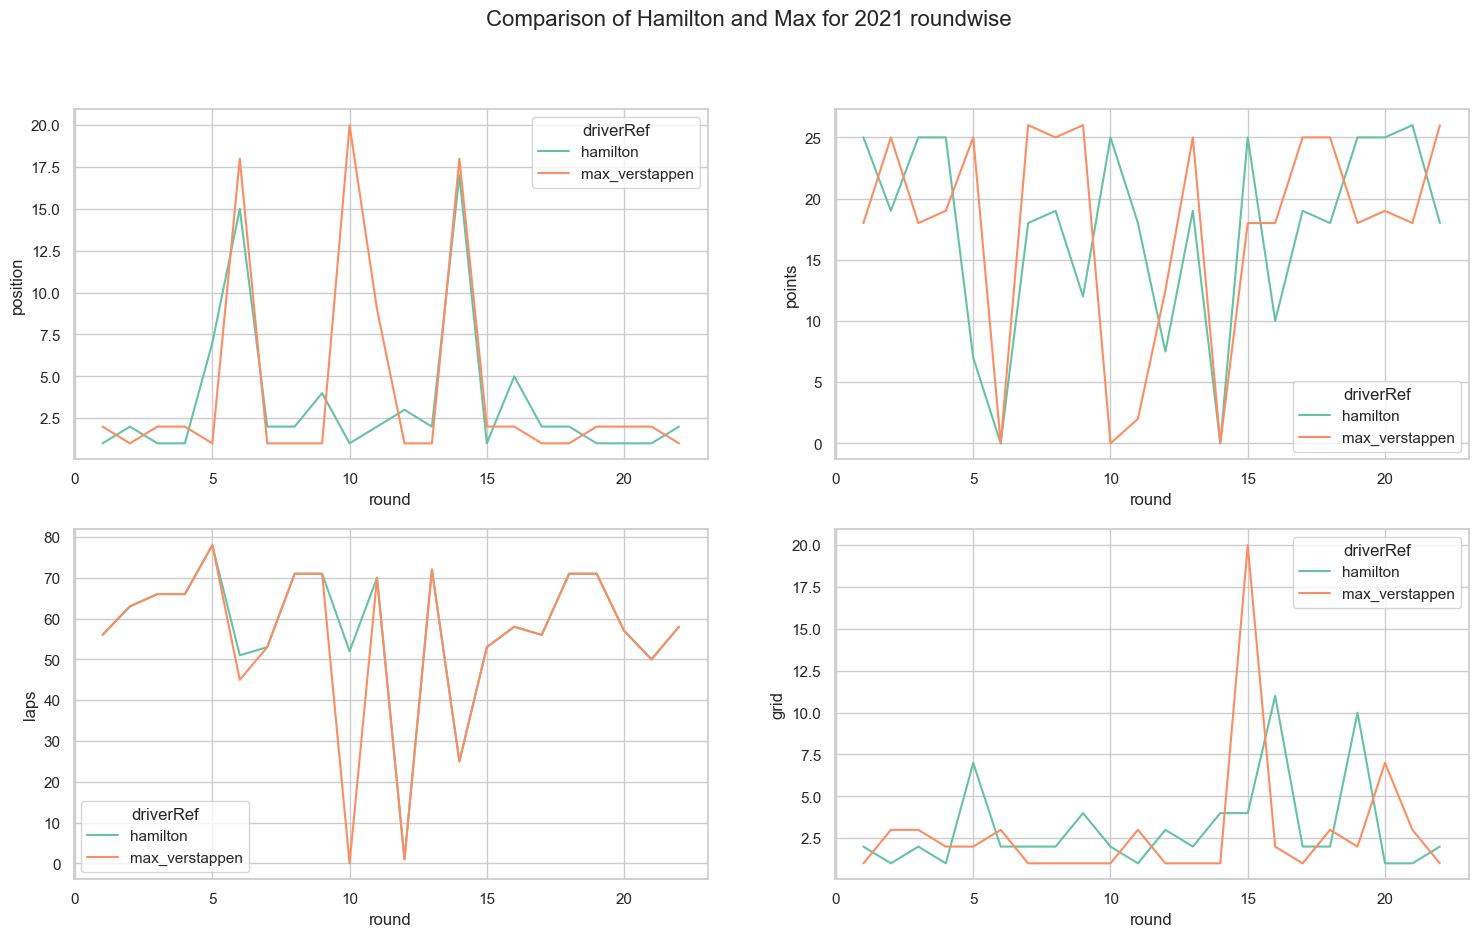 Comparison of Hamilton and Max for 2021 roundwise
20.0
17.5
15.0
12.5
10.0
7.5
5.0
2.5
position
0 5 10 15 20
round
driverRef
hamilton
max_verstappen
25
20
15
10
5
0
points
0 5 10 15 20
round
driverRef
hamilton
max_verstappen
80
70
60
50
40
30
20
10
0
laps
0 5 10 15 20
round
driverRef
hamilton
max_verstappen
20.0
17.5
15.0
12.5
10.0
7.5
5.0
2.5
grid
0 5 10 15 20
round
driverRef
hamilton
max_verstappen